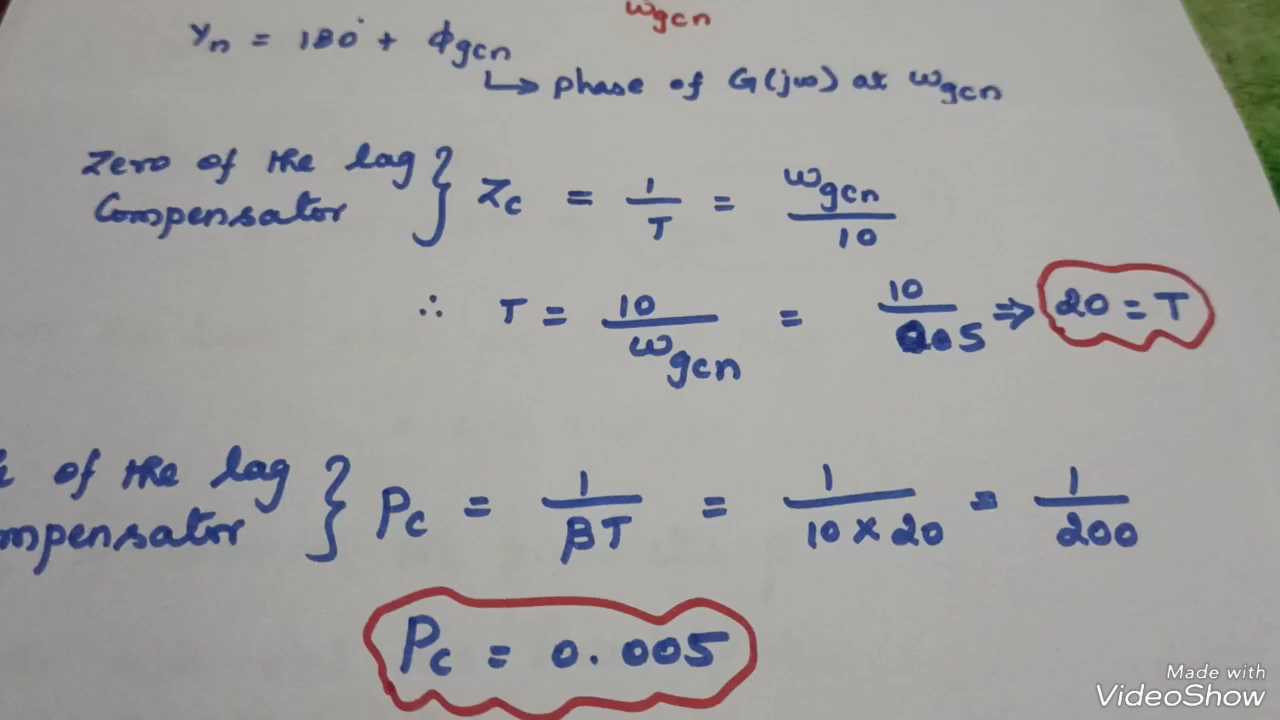 ωgcn
γn = 180° + ϕgcn
↳ phase of G(jω) at ωgcn
Zero of the lag Compensator } Zc = 1/T = ωgcn/10
∴ T = 10/ωgcn = 10/0.5 ⇒ 20 = T
of the lag } Pc = 1/βT = 1/10×20 = 1/200
Pc = 0.005
Made with
VideoShow